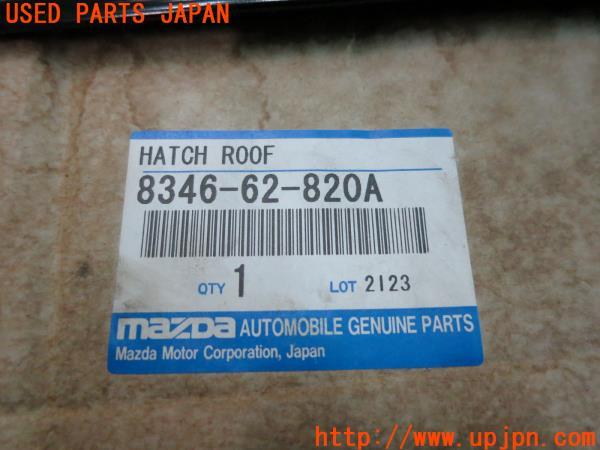 USED PARTS JAPAN
HATCH ROOF
8346-62-820A
QTY 1 LOT 2123
mazda AUTOMOBILE GENUINE PARTS
Mazda Motor Corporation, Japan
UPJ
http://www.upjpn.com/